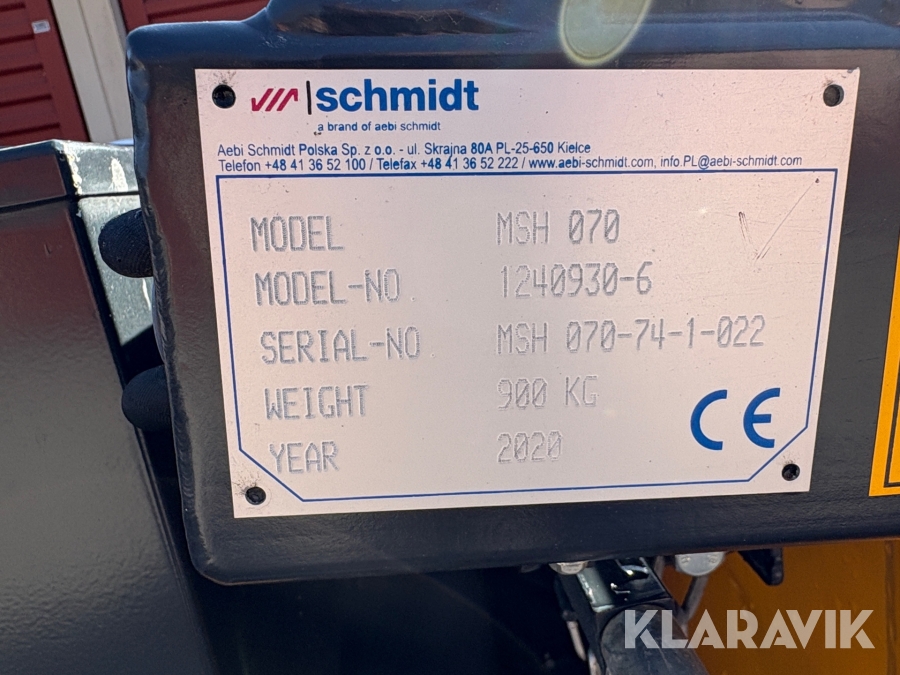 schmidt
a brand of aebi schmidt
Aebi Schmidt Polska Sp. z o.o. - ul. Skrajna 80A PL-25-650 Kielce
Telefon +48 41 36 52 100 / Telefax +48 41 36 52 222 / www.aebi-schmidt.com, info.PL@aebi-schmidt.com
MODEL MSH 070
MODEL-NO 1240930-6
SERIAL-NO MSH 070-74-1-022
WEIGHT 900 KG
YEAR 2020
CE
KLARAVIK